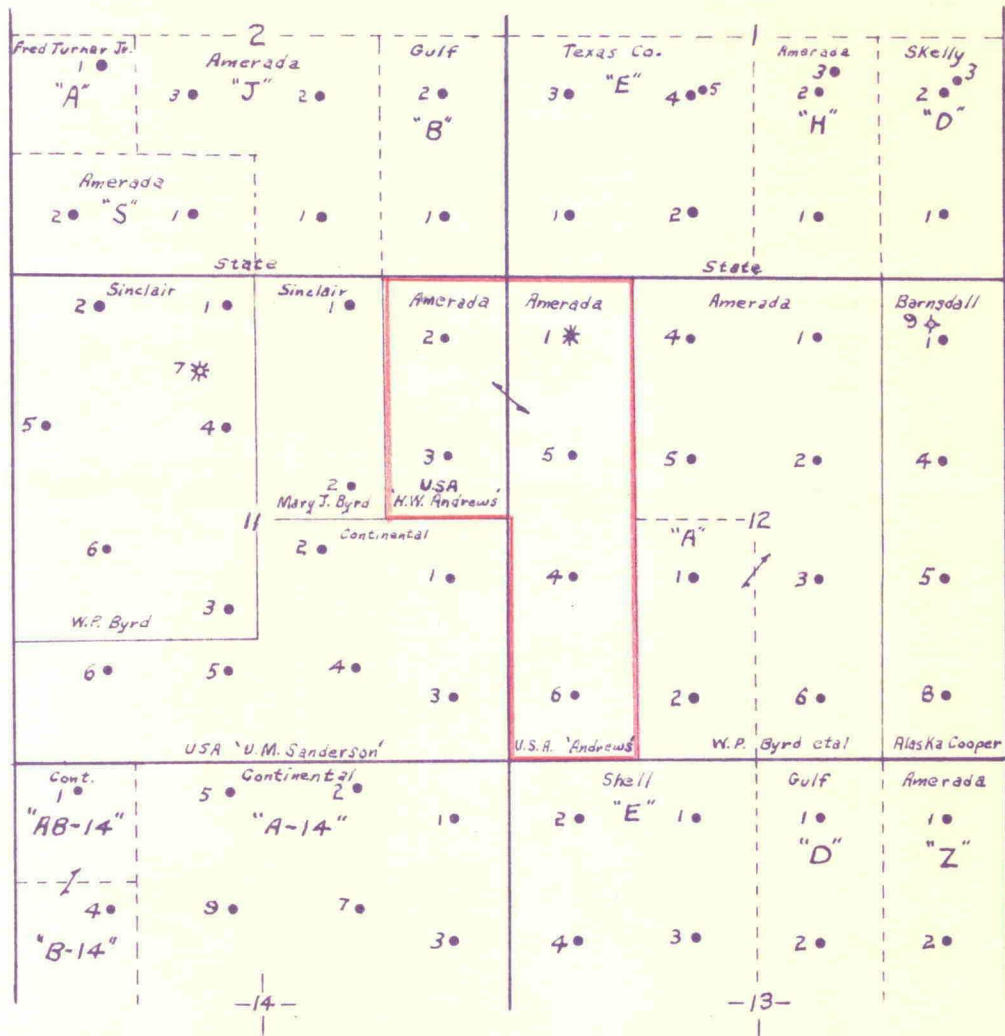 2 1
Fred Turner Jr. Amerada Gulf Texas Co. Amerada Skelly
1 "A" 3 "J" 2 2 "B" 3 "E" 4 5 3 2 "H" 3 2 "D"
Amerada
2 "S" 1 1 1 1 2 1 1
State State
Sinclair Sinclair Amerada Amerada Amerada Barnsdall
2 1 1 2 1 4 1 9 1
7
5 4 3 5 5 2 4
2
Mary J. Byrd USA
'H.W. Andrews'
11 12
Continental "A"
6 2 1 4 1 3 5
3
W.P. Byrd
6 5 4 3 6 2 6 8
USA 'U.M. Sanderson' U.S.A. 'Andrews' W.P. Byrd etal Alaska Cooper
Cont. Continental Shell Gulf Amerada
1 5 2 1 2 "E" 1 1 1
"AB-14" "A-14" "D" "Z"
4 9 7 3 4 3 2 2
"B-14"
-14- -13-